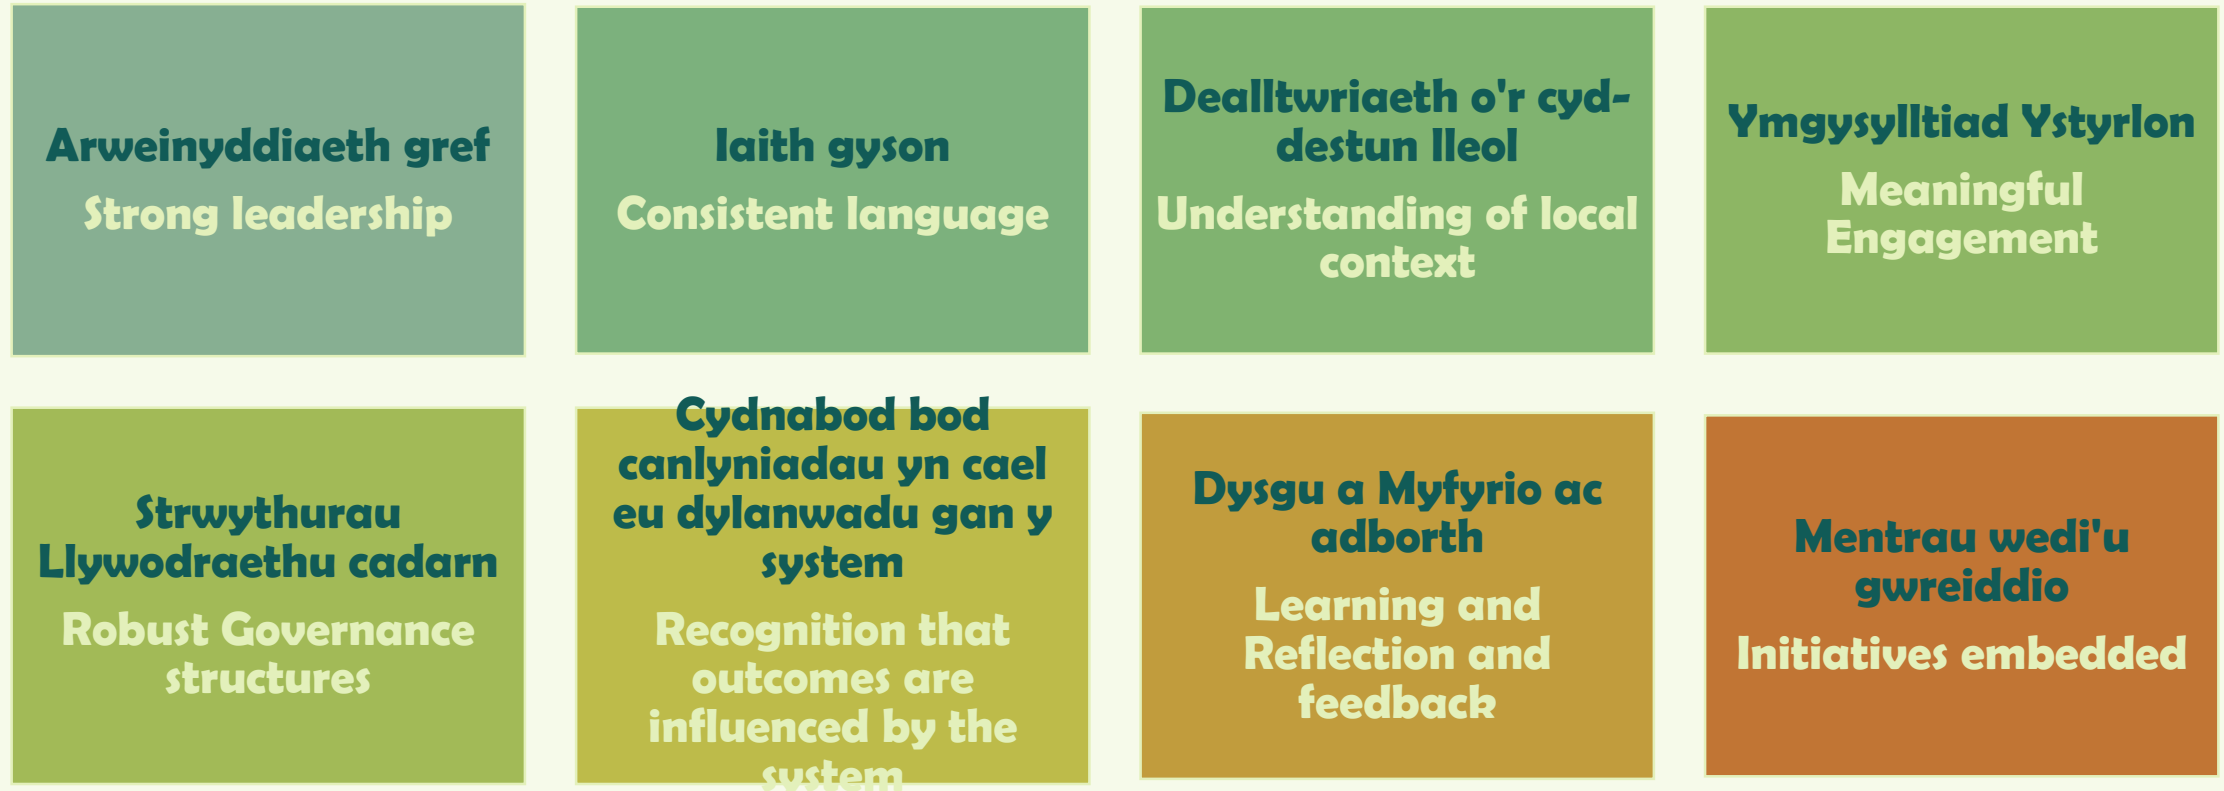 Arweinyddiaeth gref
Strong leadership
Iaith gyson
Consistent language
Dealltwriaeth o'r cyd-
destun lleol
Understanding of local
context
Ymgysylltiad Ystyrlon
Meaningful
Engagement
Strwythurau
Llywodraethu cadarn
Robust Governance
structures
Cydnabod bod
canlyniadau yn cael
eu dylanwadu gan y
system
Recognition that
outcomes are
influenced by the
system
Dysgu a Myfyrio ac
adborth
Learning and
Reflection and
feedback
Mentrau wedi'u
gwreiddio
Initiatives embedded